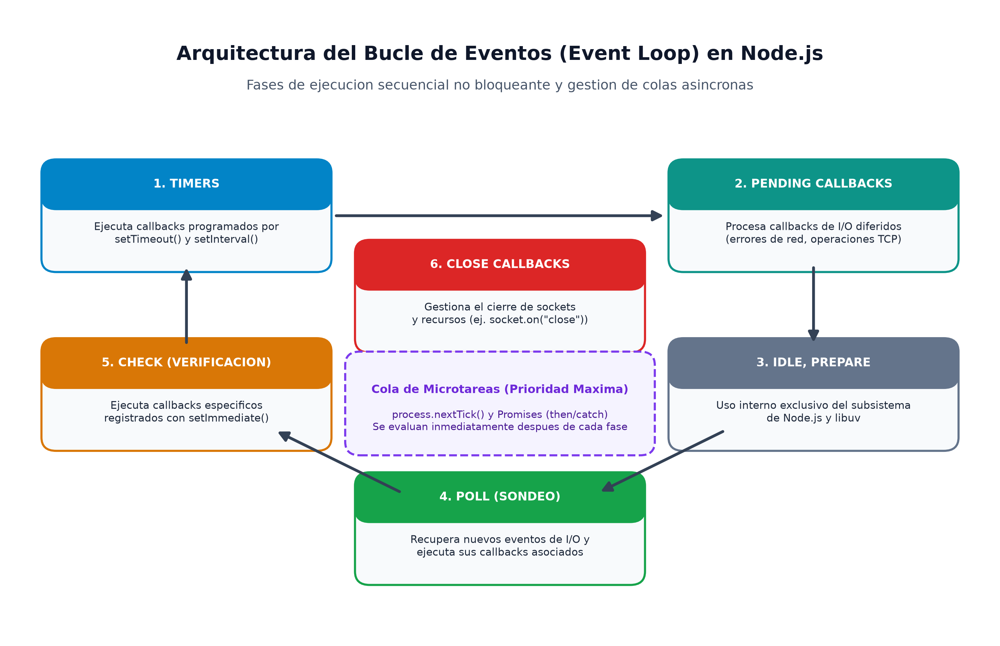 Arquitectura del Bucle de Eventos (Event Loop) en Node.js
Fases de ejecucion secuencial no bloqueante y gestion de colas asincronas
1. TIMERS
Ejecuta callbacks programados por
setTimeout() y setInterval()
2. PENDING CALLBACKS
Procesa callbacks de I/O diferidos
(errores de red, operaciones TCP)
6. CLOSE CALLBACKS
Gestiona el cierre de sockets
y recursos (ej. socket.on("close"))
5. CHECK (VERIFICACION)
Ejecuta callbacks especificos
registrados con setImmediate()
Cola de Microtareas (Prioridad Maxima)
process.nextTick() y Promises (then/catch)
Se evaluan inmediatamente despues de cada fase
3. IDLE, PREPARE
Uso interno exclusivo del subsistema
de Node.js y libuv
4. POLL (SONDEO)
Recupera nuevos eventos de I/O y
ejecuta sus callbacks asociados